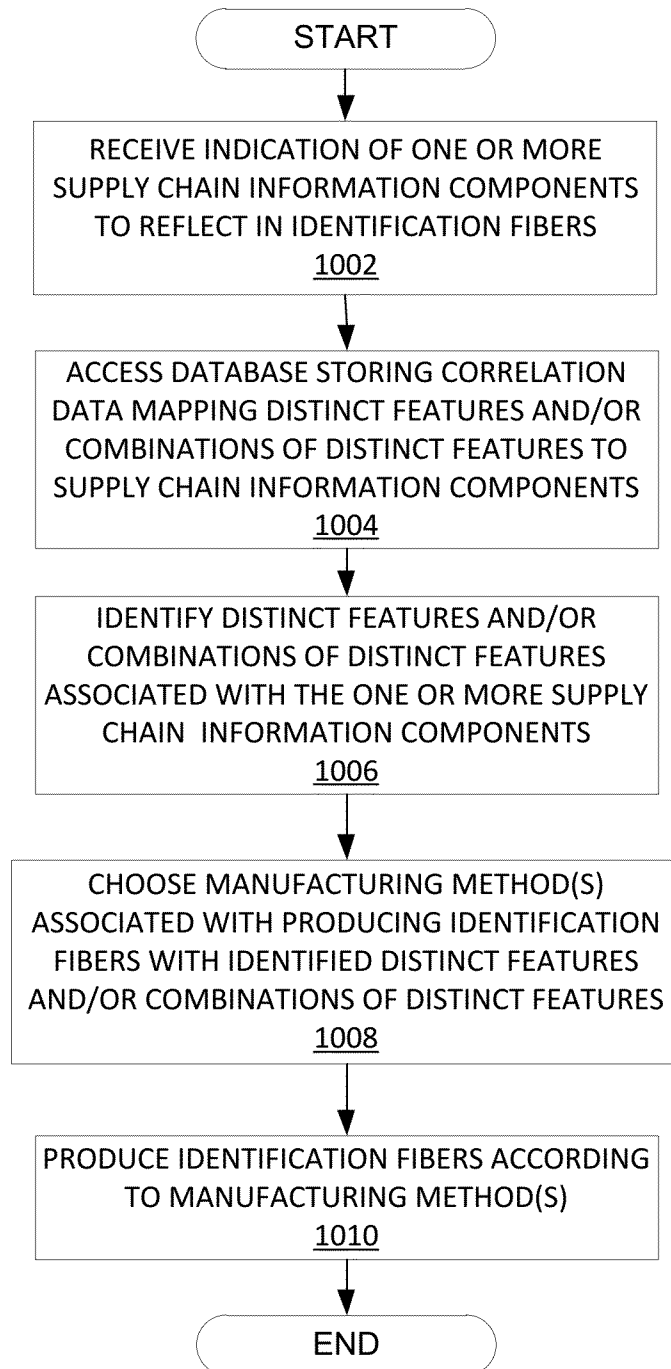 START
RECEIVE INDICATION OF ONE OR MORE
SUPPLY CHAIN INFORMATION COMPONENTS
TO REFLECT IN IDENTIFICATION FIBERS
1002
ACCESS DATABASE STORING CORRELATION
DATA MAPPING DISTINCT FEATURES AND/OR
COMBINATIONS OF DISTINCT FEATURES TO
SUPPLY CHAIN INFORMATION COMPONENTS
1004
IDENTIFY DISTINCT FEATURES AND/OR
COMBINATIONS OF DISTINCT FEATURES
ASSOCIATED WITH THE ONE OR MORE SUPPLY
CHAIN INFORMATION COMPONENTS
1006
CHOOSE MANUFACTURING METHOD(S)
ASSOCIATED WITH PRODUCING IDENTIFICATION
FIBERS WITH IDENTIFIED DISTINCT FEATURES
AND/OR COMBINATIONS OF DISTINCT FEATURES
1008
PRODUCE IDENTIFICATION FIBERS ACCORDING
TO MANUFACTURING METHOD(S)
1010
END